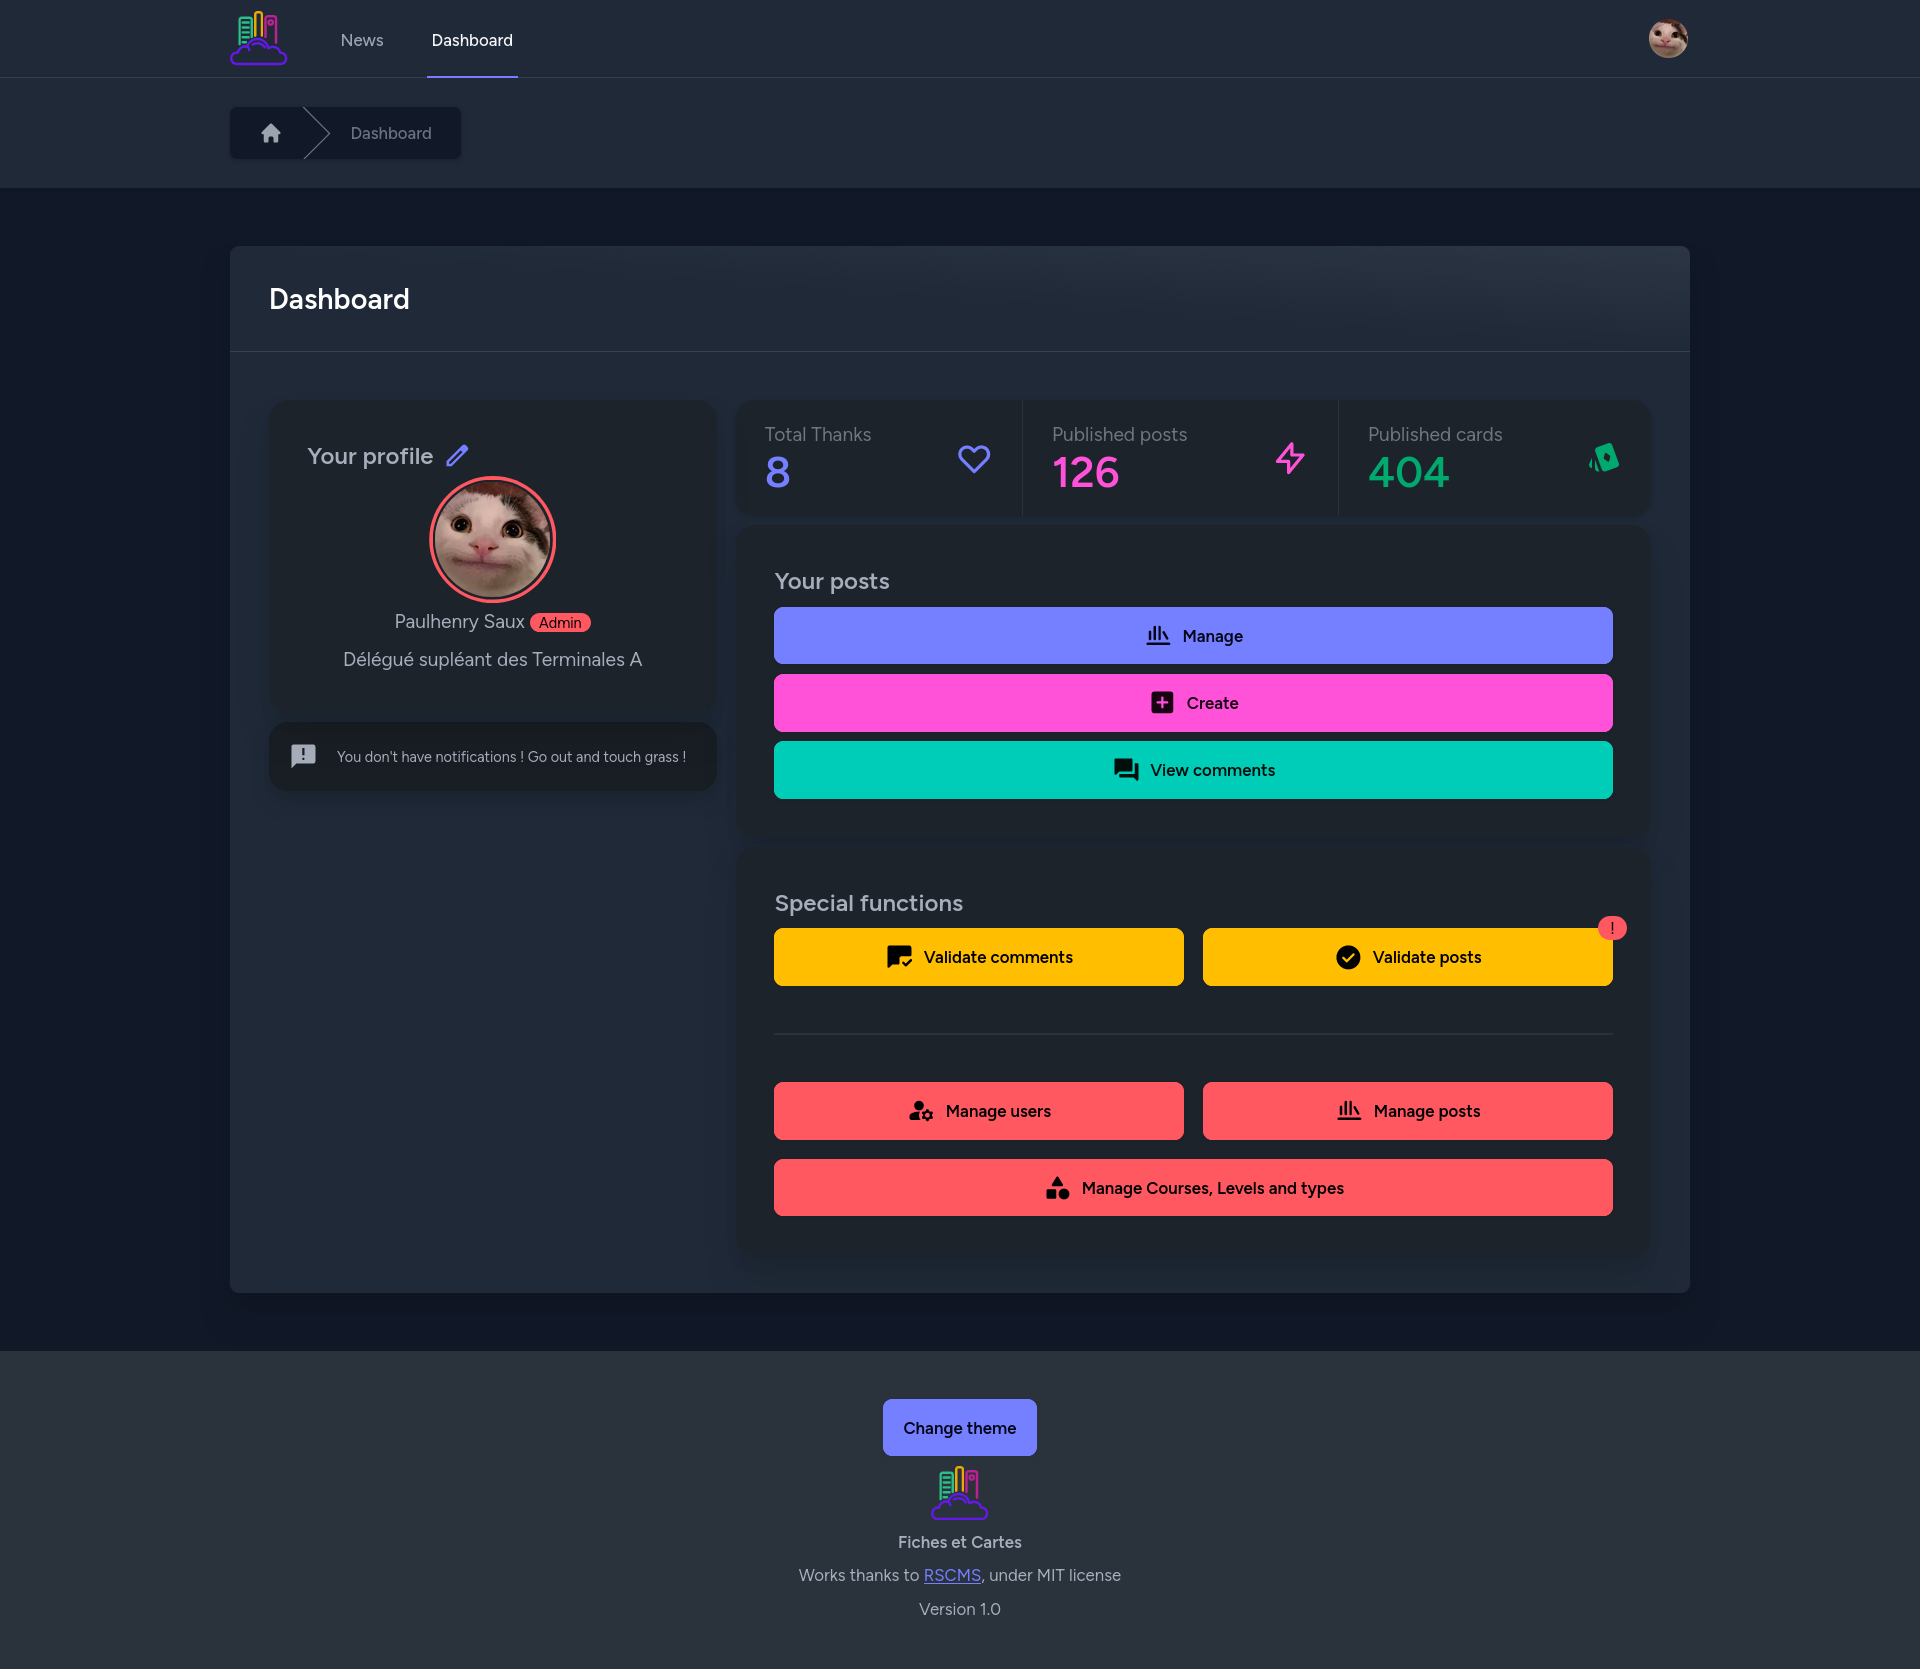 News
Dashboard
Dashboard
Dashboard
Your profile
Paulhenry Saux Admin
Délégué supléant des Terminales A
You don't have notifications ! Go out and touch grass !
Total Thanks
8
Published posts
126
Published cards
404
Your posts
Manage
Create
View comments
Special functions
Validate comments
!
Validate posts
Manage users
Manage posts
Manage Courses, Levels and types
Change theme
Fiches et Cartes
Works thanks to RSCMS, under MIT license
Version 1.0